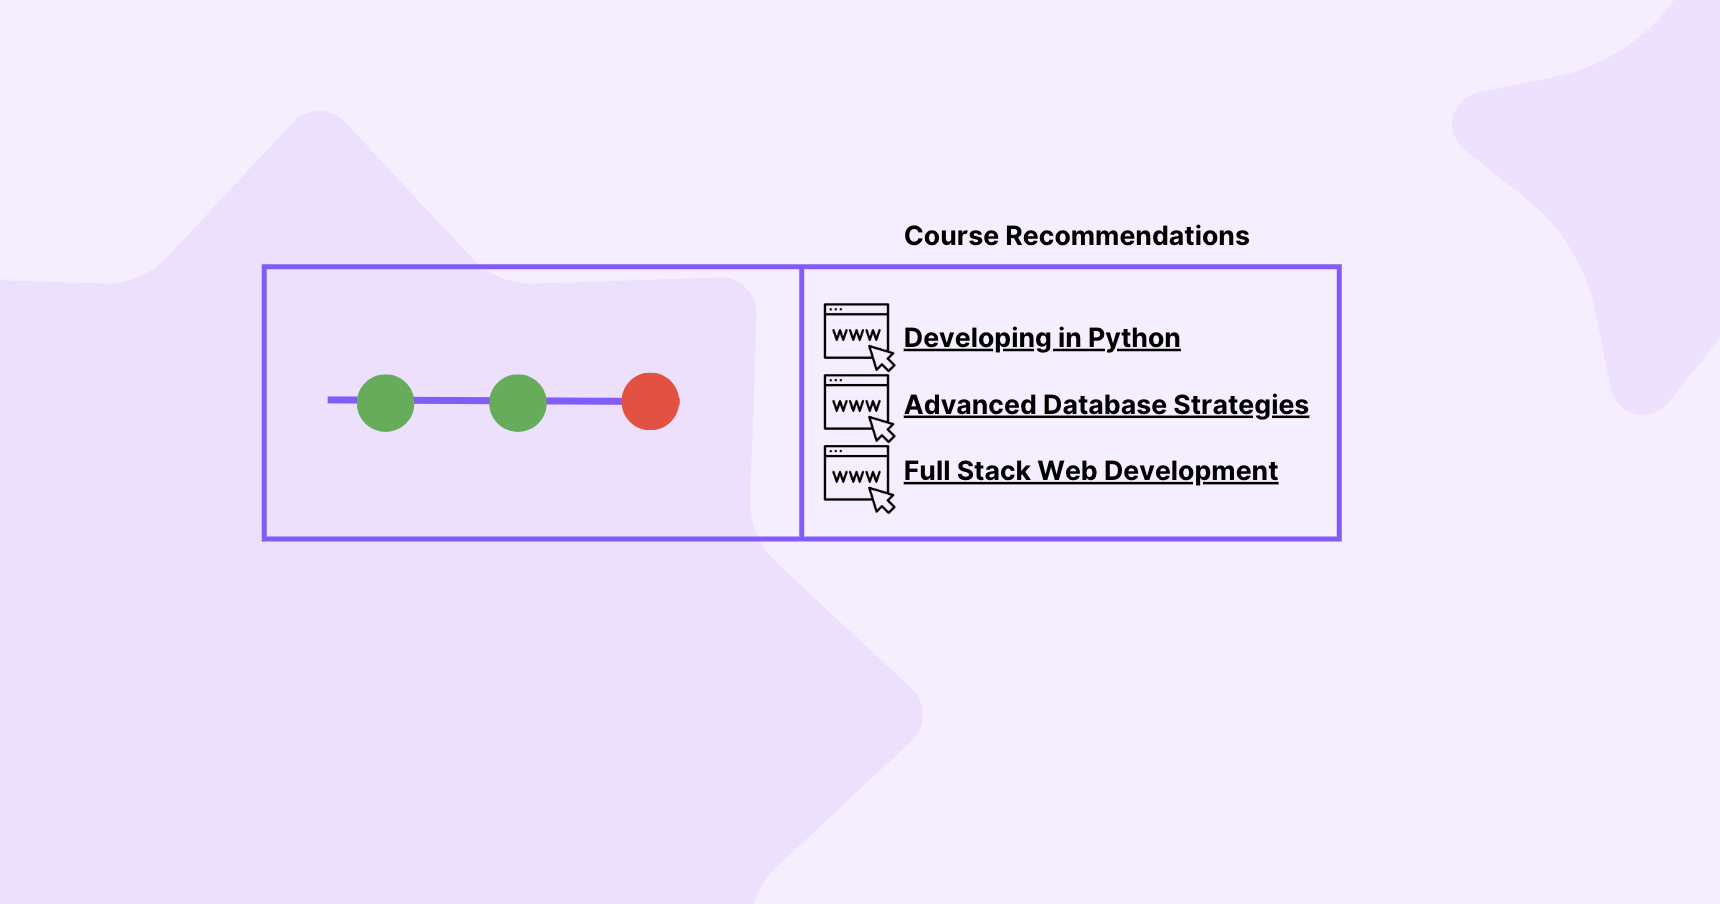 Course Recommendations
www
Developing in Python
www
Advanced Database Strategies
www
Full Stack Web Development